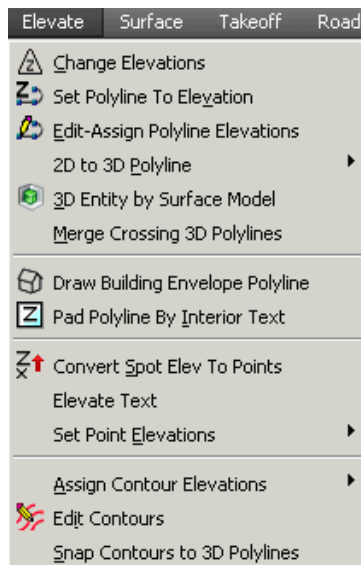 Elevate Surface Takeoff Road
Change Elevations
Set Polyline To Elevation
Edit-Assign Polyline Elevations
2D to 3D Polyline
3D Entity by Surface Model
Merge Crossing 3D Polylines
Draw Building Envelope Polyline
Pad Polyline By Interior Text
Convert Spot Elev To Points
Elevate Text
Set Point Elevations
Assign Contour Elevations
Edit Contours
Snap Contours to 3D Polylines